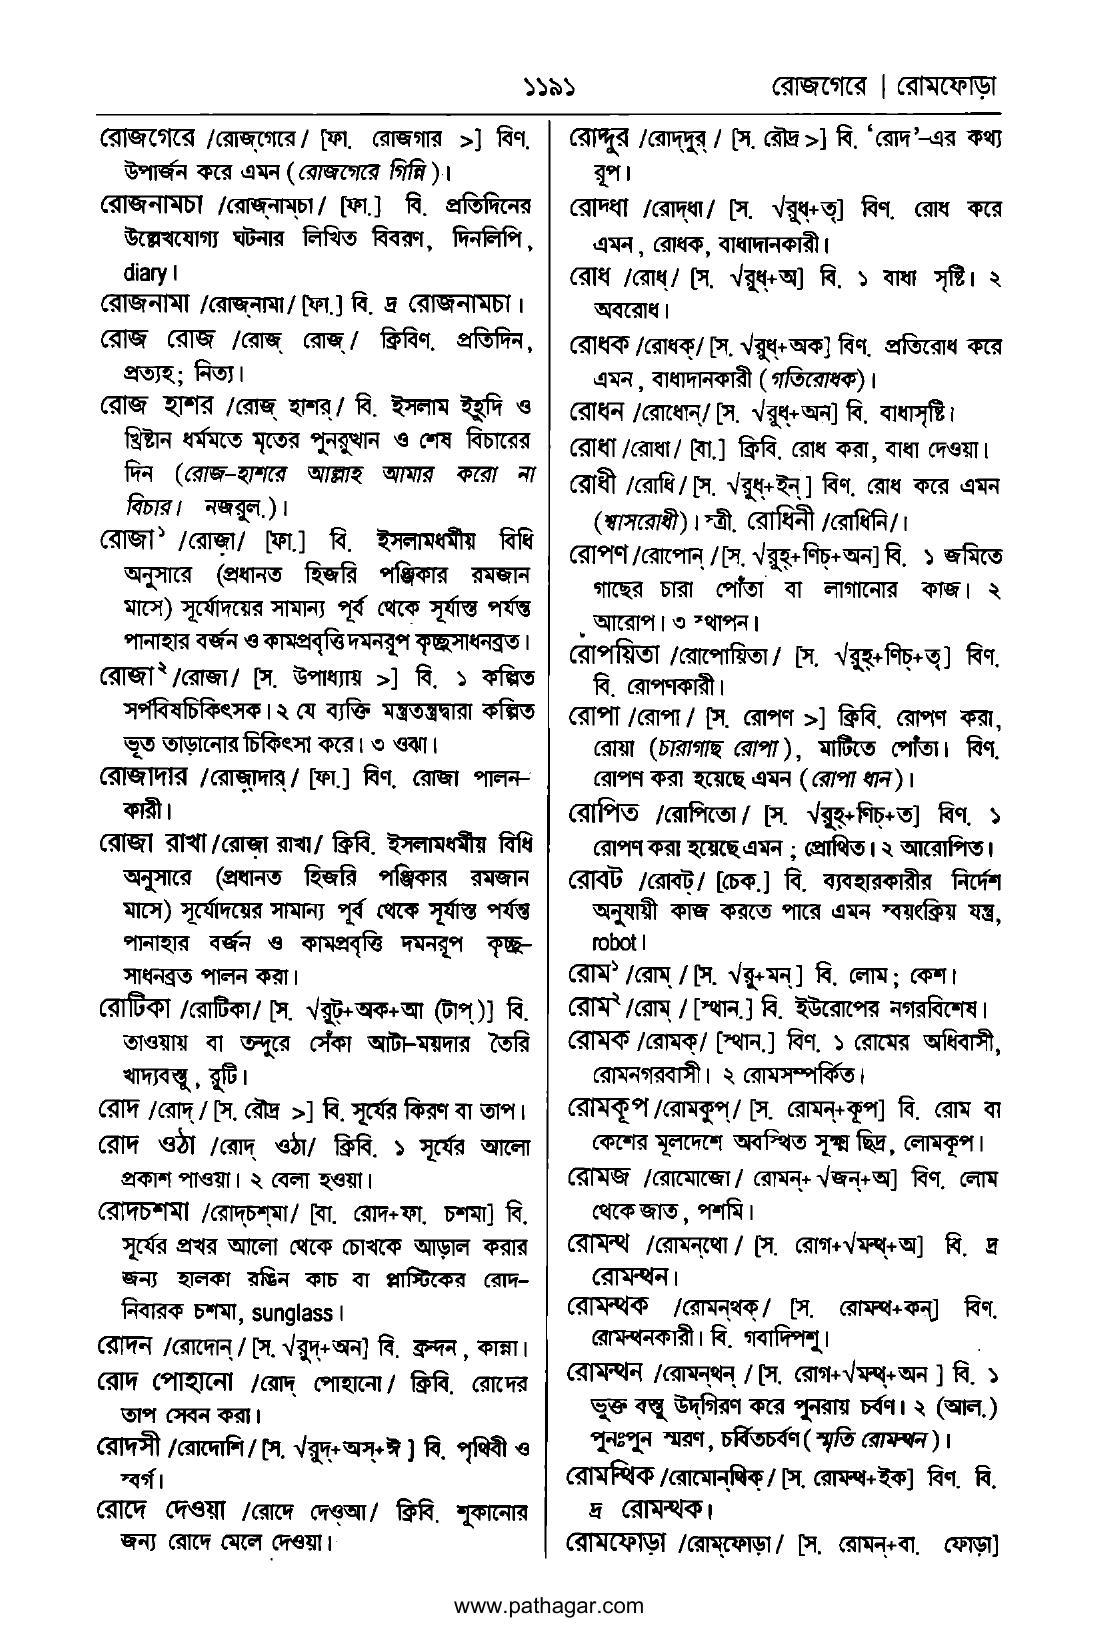 ১১৯১
রোজগেরে | রোমফোড়া
রোজগেরে /রোজ্‌গেরে/ [ফা. রোজগার >] বিণ.
উপার্জন করে এমন (রোজগেরে গিন্নি)।
রোজনামচা /রোজ্‌নাম্‌চা/ [ফা.] বি. প্রতিদিনের
উল্লেখযোগ্য ঘটনার লিখিত বিবরণ, দিনলিপি,
diary।
রোজনামা /রোজ্‌নামা/ [ফা.] বি. দ্র রোজনামচা।
রোজ রোজ /রোজ্ রোজ্/ ক্রিবিণ. প্রতিদিন,
প্রত্যহ; নিত্য।
রোজ হাশর /রোজ্ হাশর্/ বি. ইসলাম ইহুদি ও
খ্রিষ্টান ধর্মমতে মৃতের পুনরুত্থান ও শেষ বিচারের
দিন (রোজ-হাশরে আল্লাহ আমার করো না
বিচার। নজরুল.)।
রোজা১ /রোজ়া/ [ফা.] বি. ইসলামধর্মীয় বিধি
অনুসারে (প্রধানত হিজরি পঞ্জিকার রমজান
মাসে) সূর্যোদয়ের সামান্য পূর্ব থেকে সূর্যাস্ত পর্যন্ত
পানাহার বর্জন ও কামপ্রবৃত্তি দমনরূপ কৃচ্ছ্রসাধনব্রত।
রোজা২ /রোজা/ [স. উপাধ্যায় >] বি. ১ কল্পিত
সর্পবিষচিকিৎসক। ২ যে ব্যক্তি মন্ত্রতন্ত্রদ্বারা কল্পিত
ভূত তাড়ানোর চিকিৎসা করে। ৩ ওঝা।
রোজাদার /রোজ়াদার্/ [ফা.] বিণ. রোজা পালন-
কারী।
রোজা রাখা /রোজ়া রাখা/ ক্রিবি. ইসলামধর্মীয় বিধি
অনুসারে (প্রধানত হিজরি পঞ্জিকার রমজান
মাসে) সূর্যোদয়ের সামান্য পূর্ব থেকে সূর্যাস্ত পর্যন্ত
পানাহার বর্জন ও কামপ্রবৃত্তি দমনরূপ কৃচ্ছ্র-
সাধনব্রত পালন করা।
রোটিকা /রোটিকা/ [স. √রুট্+অক+আ (টাপ্)] বি.
তাওয়ায় বা তন্দুরে সেঁকা আটা-ময়দার তৈরি
খাদ্যবস্তু, রুটি।
রোদ /রোদ্/ [স. রৌদ্র >] বি. সূর্যের কিরণ বা তাপ।
রোদ ওঠা /রোদ্ ওঠা/ ক্রিবি. ১ সূর্যের আলো
প্রকাশ পাওয়া। ২ বেলা হওয়া।
রোদচশমা /রোদ্‌চশ্‌মা/ [বা. রোদ+ফা. চশমা] বি.
সূর্যের প্রখর আলো থেকে চোখকে আড়াল করার
জন্য হালকা রঙিন কাচ বা প্লাস্টিকের রোদ-
নিবারক চশমা, sunglass।
রোদন /রোদোন্/ [স. √রুদ্+অন] বি. ক্রন্দন, কান্না।
রোদ পোহানো /রোদ্ পোহানো/ ক্রিবি. রোদের
তাপ সেবন করা।
রোদসী /রোদোশি/ [স. √রুদ্+অস্+ঈ ] বি. পৃথিবী ও
স্বর্গ।
রোদে দেওয়া /রোদে দেও্‌আ/ ক্রিবি. শুকানোর
জন্য রোদে মেলে দেওয়া।
রোদ্দুর /রোদ্‌দুর্/ [স. রৌদ্র >] বি. ‘রোদ’-এর কথ্য
রূপ।
রোদ্ধা /রোদ্‌ধা/ [স. √রুধ্+তৃ] বিণ. রোধ করে
এমন, রোধক, বাধাদানকারী।
রোধ /রোধ্/ [স. √রুধ্+অ] বি. ১ বাধা সৃষ্টি। ২
অবরোধ।
রোধক /রোধক্/ [স. √রুধ্+অক] বিণ. প্রতিরোধ করে
এমন, বাধাদানকারী (গতিরোধক)।
রোধন /রোধোন্/ [স. √রুধ্+অন] বি. বাধাসৃষ্টি।
রোধা /রোধা/ [বা.] ক্রিবি. রোধ করা, বাধা দেওয়া।
রোধী /রোধি/ [স. √রুধ্+ইন্] বিণ. রোধ করে এমন
(শ্বাসরোধী)। স্ত্রী. রোধিনী /রোধিনি/।
রোপণ /রোপোন্/ [স. √রুহ্+ণিচ্+অন] বি. ১ জমিতে
গাছের চারা পোঁতা বা লাগানোর কাজ। ২
আরোপ। ৩ স্থাপন।
রোপয়িতা /রোপোয়িতা/ [স. √রুহ্+ণিচ্+তৃ] বিণ.
বি. রোপণকারী।
রোপা /রোপা/ [স. রোপণ >] ক্রিবি. রোপণ করা,
রোয়া (চারাগাছ রোপা), মাটিতে পোঁতা। বিণ.
রোপণ করা হয়েছে এমন (রোপা ধান)।
রোপিত /রোপিতো/ [স. √রুহ্+ণিচ্+ত] বিণ. ১
রোপণ করা হয়েছে এমন; প্রোথিত। ২ আরোপিত।
রোবট /রোবট্/ [চেক.] বি. ব্যবহারকারীর নির্দেশ
অনুযায়ী কাজ করতে পারে এমন স্বয়ংক্রিয় যন্ত্র,
robot।
রোম১ /রোম্/ [স. √রু+মন্] বি. লোম; কেশ।
রোম২ /রোম্/ [স্থান.] বি. ইউরোপের নগরবিশেষ।
রোমক /রোমক্/ [স্থান.] বিণ. ১ রোমের অধিবাসী,
রোমনগরবাসী। ২ রোমসম্পর্কিত।
রোমকূপ /রোমকুপ্/ [স. রোমন্+কূপ] বি. রোম বা
কেশের মূলদেশে অবস্থিত সূক্ষ্ম ছিদ্র, লোমকূপ।
রোমজ /রোমোজো/ [রোমন্+√জন্+অ] বিণ. লোম
থেকে জাত, পশমি।
রোমন্থ /রোমন্‌থো/ [স. রোগ+√মন্থ্+অ] বি. দ্র
রোমন্থন।
রোমন্থক /রোমন্‌থক্/ [স. রোমন্থ+কন্] বিণ.
রোমন্থনকারী। বি. গবাদিপশু।
রোমন্থন /রোমন্‌থন্/ [স. রোগ+√মন্থ্+অন ] বি. ১
ভুক্ত বস্তু উদ্‌গিরণ করে পুনরায় চর্বণ। ২ (আল.)
পুনঃপুন স্মরণ, চর্বিতচর্বণ (স্মৃতি রোমন্থন)।
রোমন্থিক /রোমোন্‌থিক্/ [স. রোমন্থ+ইক] বিণ. বি.
দ্র রোমন্থক।
রোমফোড়া /রোম্‌ফোড়া/ [স. রোমন্+বা. ফোড়া]
www.pathagar.com